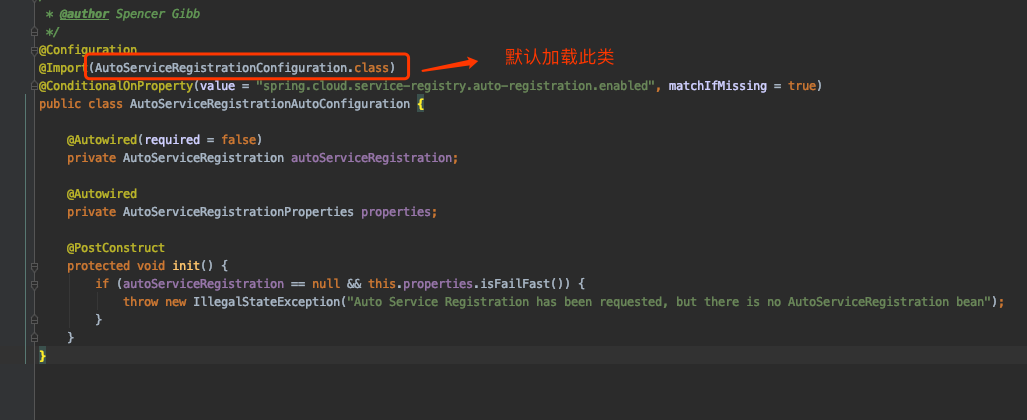 * @author Spencer Gibb
*/
@Configuration
@Import(AutoServiceRegistrationConfiguration.class) 默认加载此类
@ConditionalOnProperty(value = "spring.cloud.service-registry.auto-registration.enabled", matchIfMissing = true)
public class AutoServiceRegistrationAutoConfiguration {
@Autowired(required = false)
private AutoServiceRegistration autoServiceRegistration;
@Autowired
private AutoServiceRegistrationProperties properties;
@PostConstruct
protected void init() {
if (autoServiceRegistration == null && this.properties.isFailFast()) {
throw new IllegalStateException("Auto Service Registration has been requested, but there is no AutoServiceRegistration bean");
}
}
}